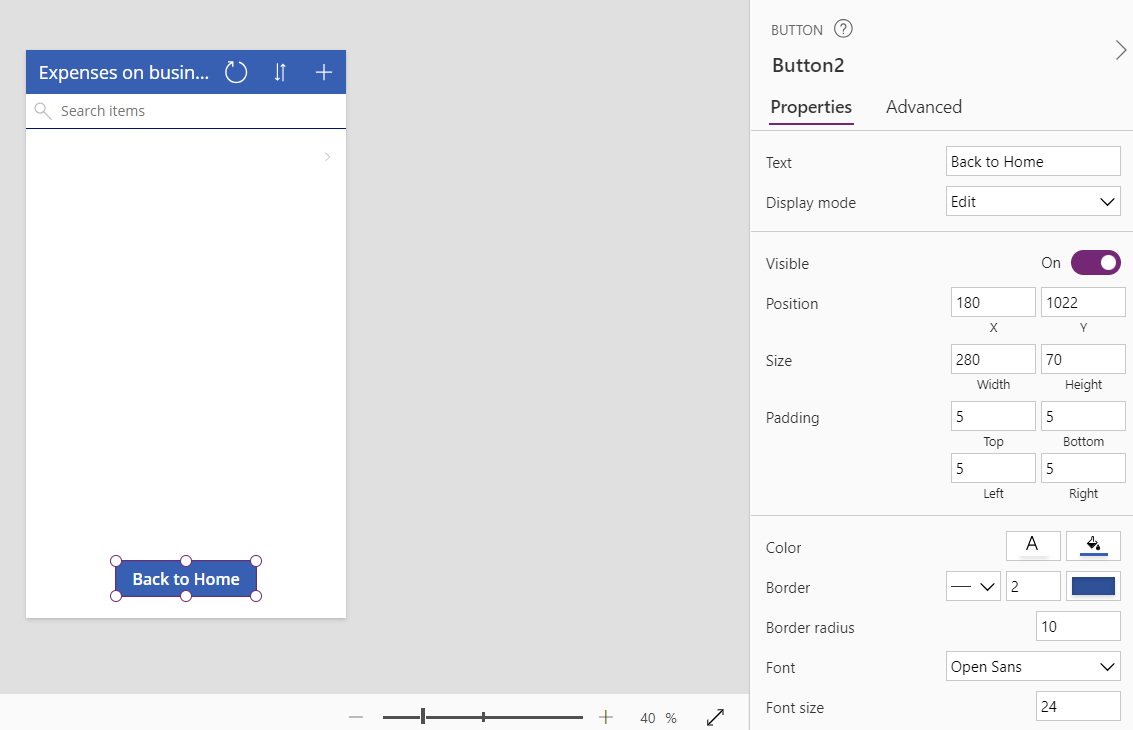 Expenses on busin...
Search items
Back to Home
40 %
BUTTON ?
Button2
Properties Advanced
Text Back to Home
Display mode Edit
Visible On
Position 180 1022
X Y
Size 280 70
Width Height
Padding 5 5
Top Bottom
5 5
Left Right
Color A
Border 2
Border radius 10
Font Open Sans
Font size 24